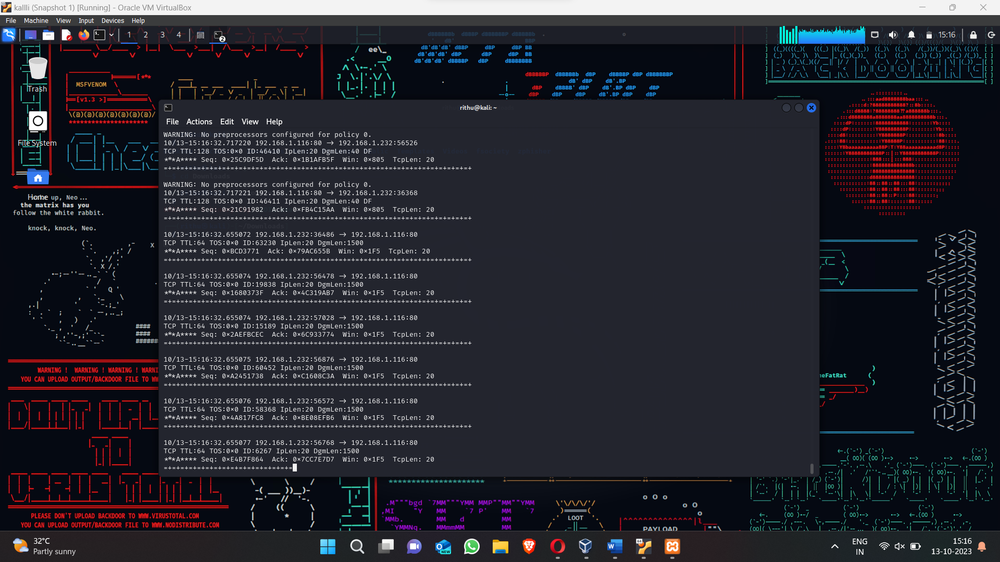 kallli (Snapshot 1) [Running] - Oracle VM VirtualBox
File Machine View Input Devices Help
1 2 3 4
2
15:16
Trash
File System
Home
MSFVENOM
[v1.3 >]
ee\_
up, Neo...
the matrix has you
follow the white rabbit.
knock, knock, Neo.
rithu@kali: ~
File Actions Edit View Help
WARNING: No preprocessors configured for policy 0.
10/13-15:16:32.717220 192.168.1.116:80 -> 192.168.1.232:56526
TCP TTL:128 TOS:0×0 ID:46410 IpLen:20 DgmLen:40 DF
***A**** Seq: 0×25C9DF5D Ack: 0×1B1AFB5F Win: 0×805 TcpLen: 20
=+=+=+=+=+=+=+=+=+=+=+=+=+=+=+=+=+=+=+=+=+=+=+=+=+=+=+=+=+=+=+=+=+=+=+=+=+
WARNING: No preprocessors configured for policy 0.
10/13-15:16:32.717221 192.168.1.116:80 -> 192.168.1.232:36368
TCP TTL:128 TOS:0×0 ID:46411 IpLen:20 DgmLen:40 DF
***A**** Seq: 0×21C91982 Ack: 0×FB4C15AA Win: 0×805 TcpLen: 20
=+=+=+=+=+=+=+=+=+=+=+=+=+=+=+=+=+=+=+=+=+=+=+=+=+=+=+=+=+=+=+=+=+=+=+=+=+
10/13-15:16:32.655072 192.168.1.232:36486 -> 192.168.1.116:80
TCP TTL:64 TOS:0×0 ID:63230 IpLen:20 DgmLen:1500
***A**** Seq: 0×BCD3771 Ack: 0×79AC655B Win: 0×1F5 TcpLen: 20
=+=+=+=+=+=+=+=+=+=+=+=+=+=+=+=+=+=+=+=+=+=+=+=+=+=+=+=+=+=+=+=+=+=+=+=+=+
10/13-15:16:32.655074 192.168.1.232:56478 -> 192.168.1.116:80
TCP TTL:64 TOS:0×0 ID:19838 IpLen:20 DgmLen:1500
***A**** Seq: 0×1680373F Ack: 0×4C319AB7 Win: 0×1F5 TcpLen: 20
=+=+=+=+=+=+=+=+=+=+=+=+=+=+=+=+=+=+=+=+=+=+=+=+=+=+=+=+=+=+=+=+=+=+=+=+=+
10/13-15:16:32.655074 192.168.1.232:57028 -> 192.168.1.116:80
TCP TTL:64 TOS:0×0 ID:15189 IpLen:20 DgmLen:1500
***A**** Seq: 0×2AEFBCEC Ack: 0×6C933774 Win: 0×1F5 TcpLen: 20
=+=+=+=+=+=+=+=+=+=+=+=+=+=+=+=+=+=+=+=+=+=+=+=+=+=+=+=+=+=+=+=+=+=+=+=+=+
10/13-15:16:32.655075 192.168.1.232:56876 -> 192.168.1.116:80
TCP TTL:64 TOS:0×0 ID:60452 IpLen:20 DgmLen:1500
***A**** Seq: 0×A2451738 Ack: 0×C1608C3A Win: 0×1F5 TcpLen: 20
=+=+=+=+=+=+=+=+=+=+=+=+=+=+=+=+=+=+=+=+=+=+=+=+=+=+=+=+=+=+=+=+=+=+=+=+=+
10/13-15:16:32.655076 192.168.1.232:56572 -> 192.168.1.116:80
TCP TTL:64 TOS:0×0 ID:58368 IpLen:20 DgmLen:1500
***A**** Seq: 0×4A817FC8 Ack: 0×BE08EFB6 Win: 0×1F5 TcpLen: 20
=+=+=+=+=+=+=+=+=+=+=+=+=+=+=+=+=+=+=+=+=+=+=+=+=+=+=+=+=+=+=+=+=+=+=+=+=+
10/13-15:16:32.655077 192.168.1.232:56768 -> 192.168.1.116:80
TCP TTL:64 TOS:0×0 ID:6267 IpLen:20 DgmLen:1500
***A**** Seq: 0×E4B7F864 Ack: 0×7CC7E7D7 Win: 0×1F5 TcpLen: 20
=+=+=+=+=+=+=+=+=+=+=+=+=+=+=+=
WARNING ! WARNING ! WARNING ! WARNI
YOU CAN UPLOAD OUTPUT/BACKDOOR FILE TO WW
PLEASE DON'T UPLOAD BACKDOOR TO WWW.VIRUSTOTAL.COM
YOU CAN UPLOAD OUTPUT/BACKDOOR FILE TO WWW.NODISTRIBUTE.COM
heFatRat
LOOT
PAYLOAD
32°C
Partly sunny
NEW
64
ENG
IN
15:16
13-10-2023